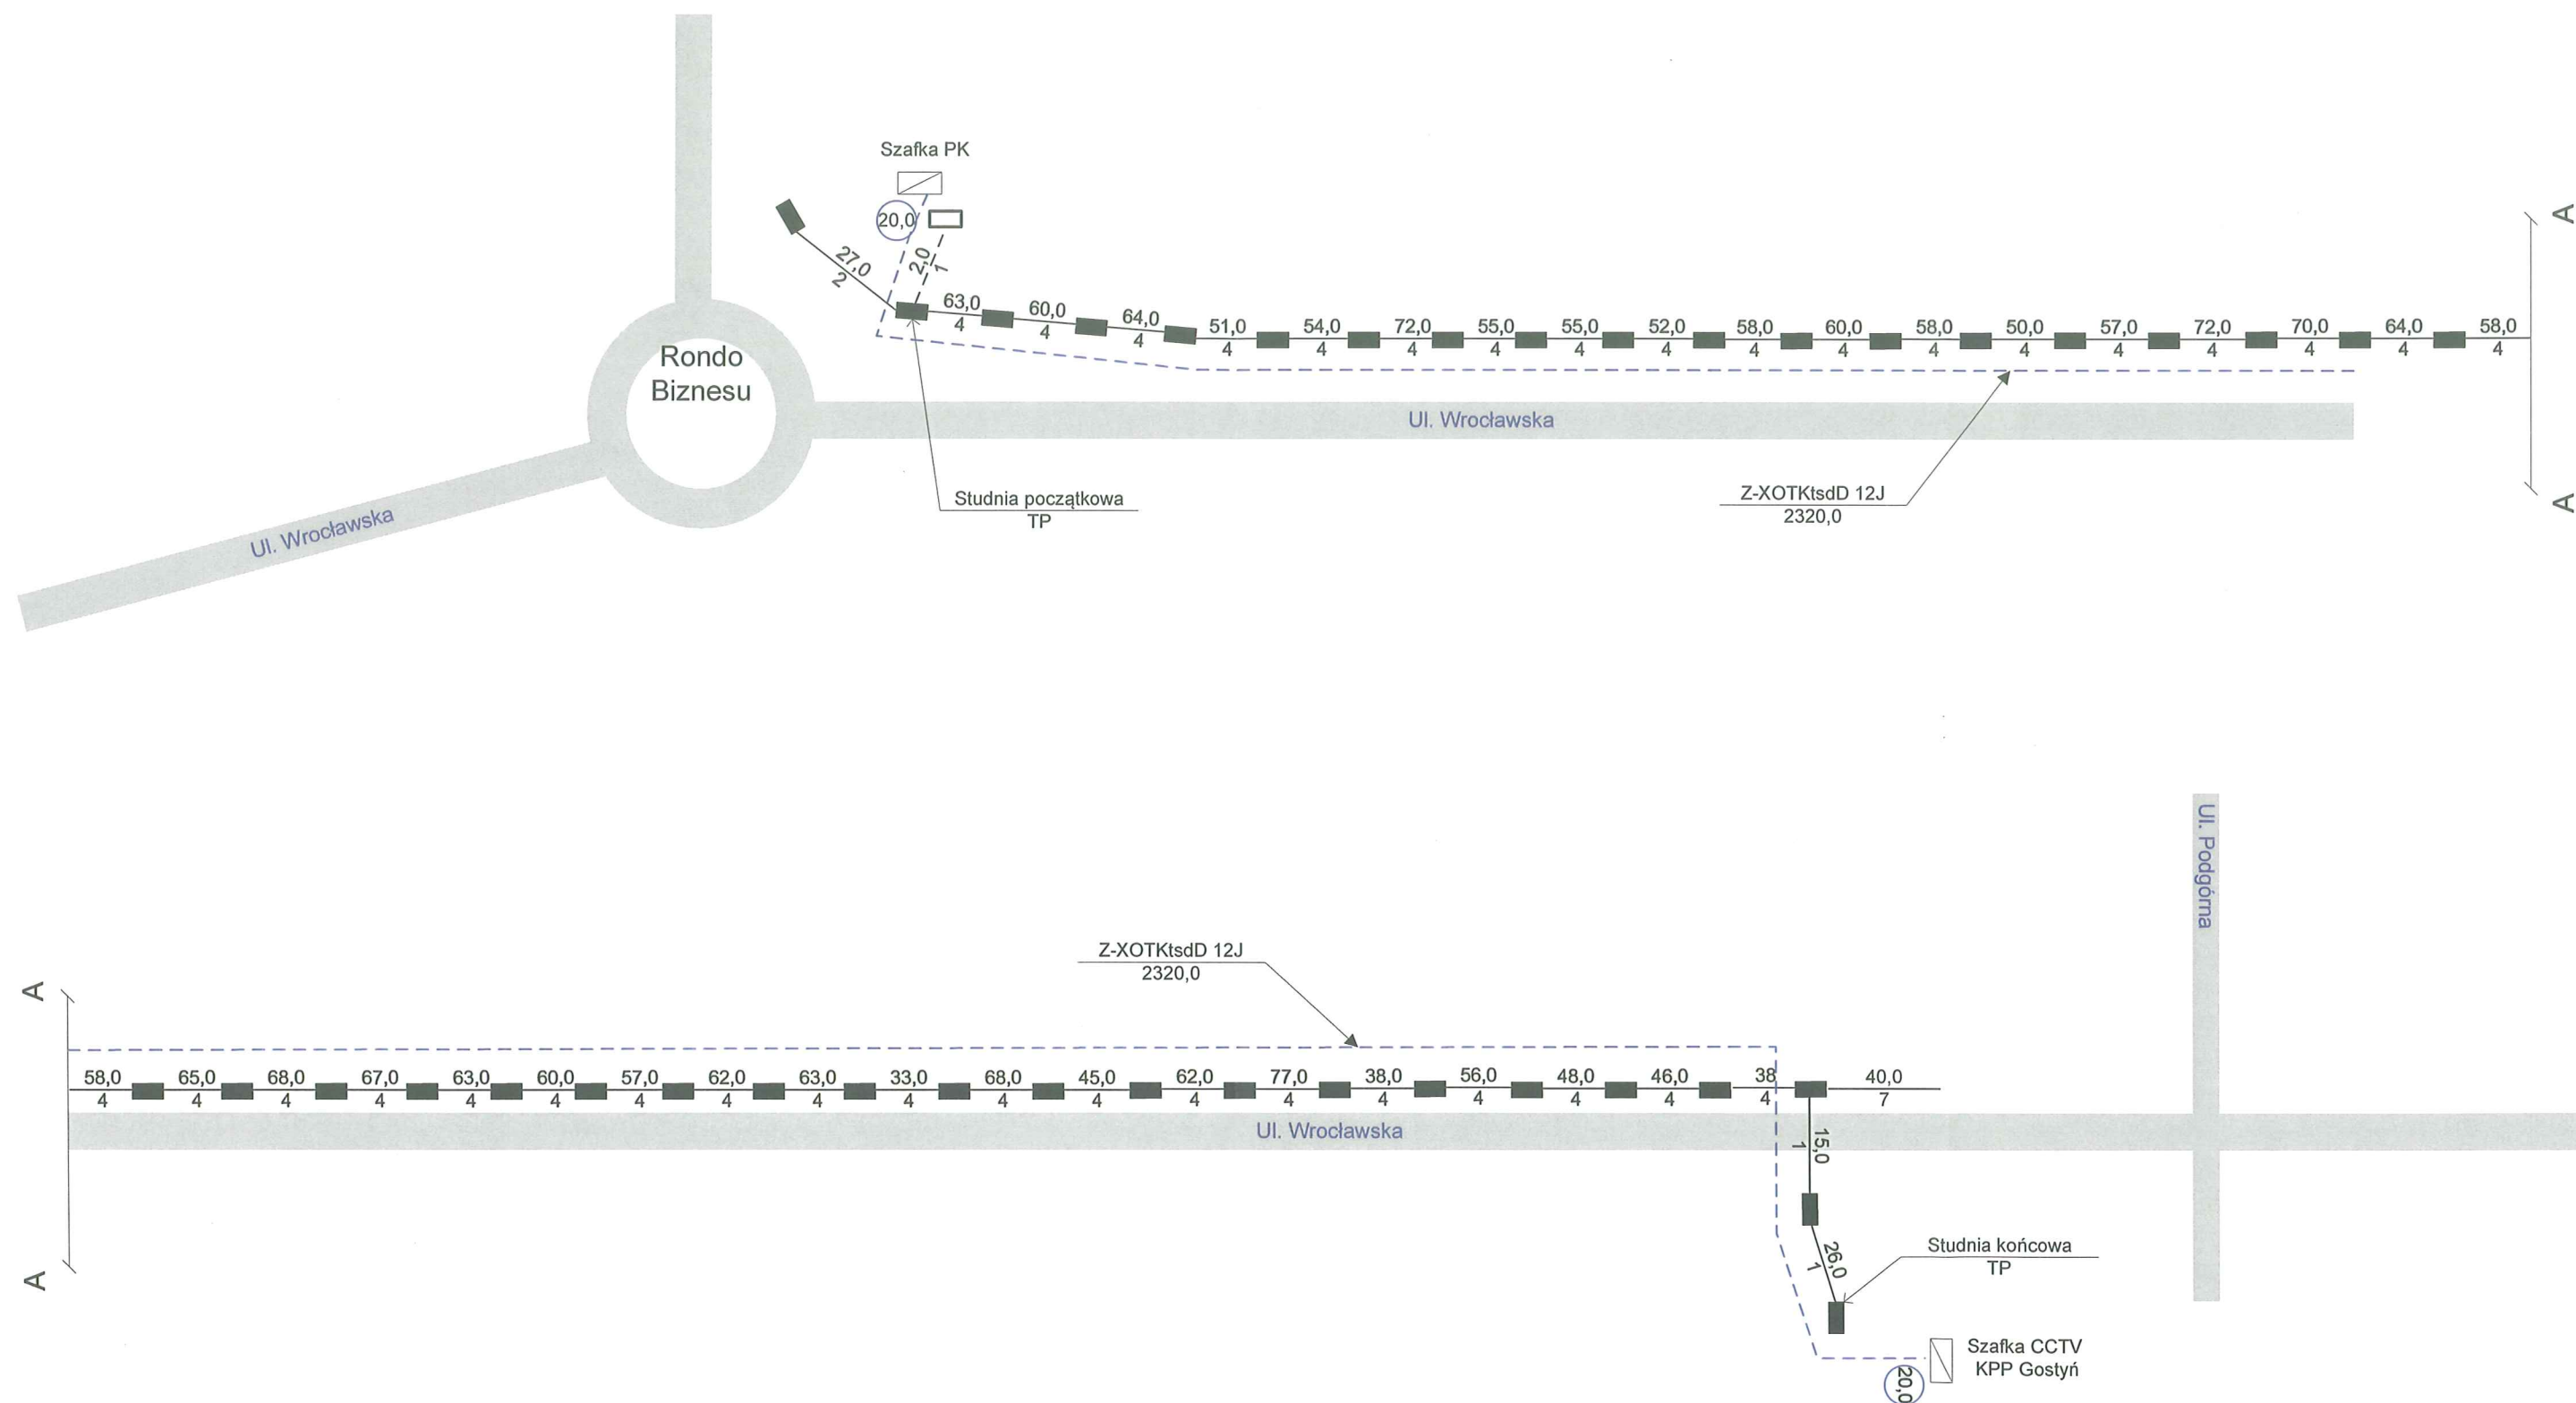 Szafka PK
20,0
2,0
1
27,0
2
63,0 60,0 64,0 51,0 54,0 72,0 55,0 55,0 52,0 58,0 60,0 58,0 50,0 57,0 72,0 70,0 64,0 58,0
4 4 4 4 4 4 4 4 4 4 4 4 4 4 4 4 4 4
A
A
Rondo
Biznesu
Ul. Wrocławska
Ul. Wrocławska
Studnia początkowa
TP
Z-XOTKtsdD 12J
2320,0
Ul. Podgórna
Z-XOTKtsdD 12J
2320,0
A
A
58,0 65,0 68,0 67,0 63,0 60,0 57,0 62,0 63,0 33,0 68,0 45,0 62,0 77,0 38,0 56,0 48,0 46,0 38 40,0
4 4 4 4 4 4 4 4 4 4 4 4 4 4 4 4 4 4 4 7
Ul. Wrocławska
15,0
1
26,0
1
Studnia końcowa
TP
Szafka CCTV
KPP Gostyń
20,0